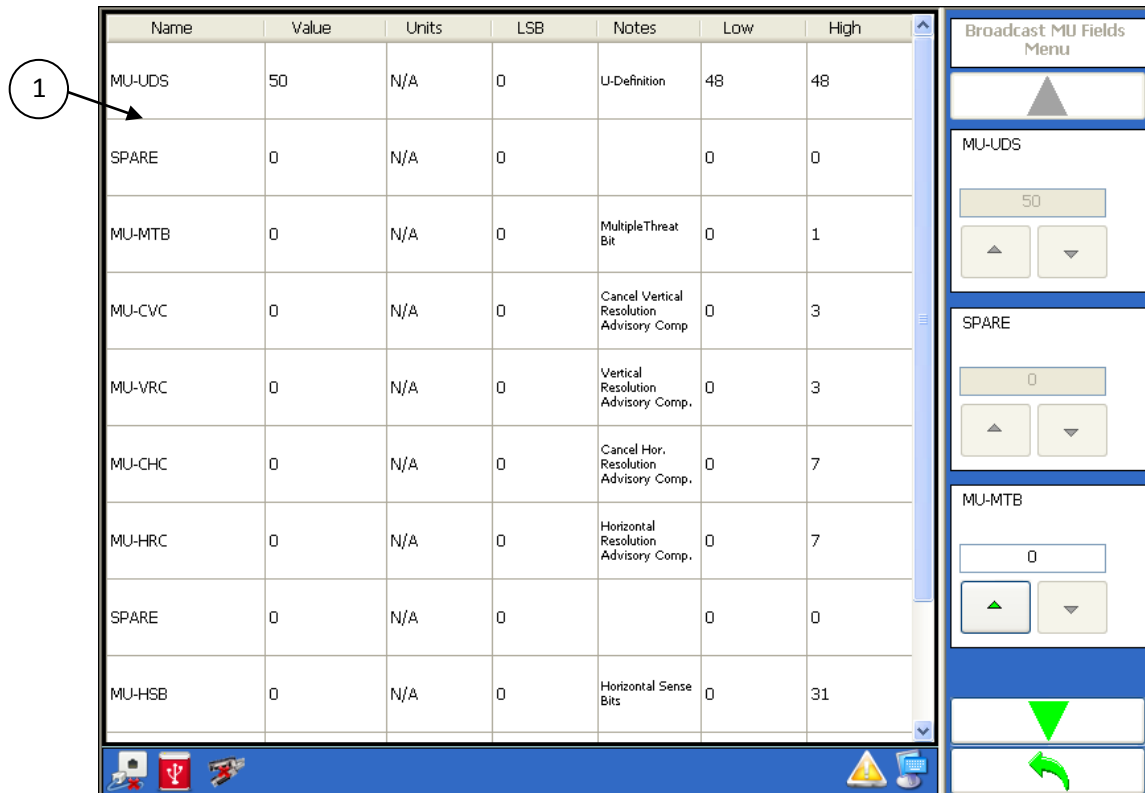 Name Value Units LSB Notes Low High
MU-UDS 50 N/A 0 U-Definition 48 48
1
SPARE 0 N/A 0 0 0
MU-MTB 0 N/A 0 MultipleThreat Bit 0 1
MU-CVC 0 N/A 0 Cancel Vertical Resolution Advisory Comp 0 3
MU-VRC 0 N/A 0 Vertical Resolution Advisory Comp. 0 3
MU-CHC 0 N/A 0 Cancel Hor. Resolution Advisory Comp. 0 7
MU-HRC 0 N/A 0 Horizontal Resolution Advisory Comp. 0 7
SPARE 0 N/A 0 0 0
MU-HSB 0 N/A 0 Horizontal Sense Bits 0 31
Broadcast MU Fields
Menu
MU-UDS
50
SPARE
0
MU-MTB
0